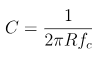 C = \frac{1}{2\pi R f_c}